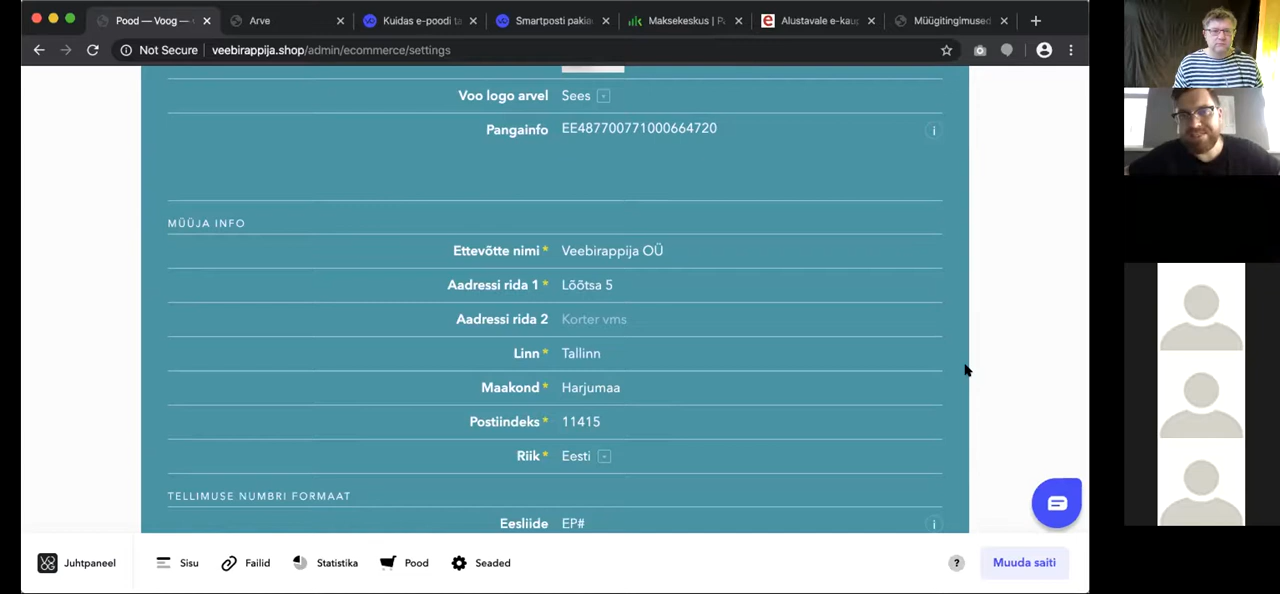 Pood — Voog —
Arve
Kuidas e-poodi ta
Smartposti pakia
Maksekeskus | Pa
Alustavale e-kaup
Müügitingimused
Not Secure
veebirappija.shop/admin/ecommerce/settings
Voo logo arvel Sees
Pangainfo EE487700771000664720
MÜÜJA INFO
Ettevõtte nimi * Veebirappija OÜ
Aadressi rida 1 * Lõõtsa 5
Aadressi rida 2 Korter vms
Linn * Tallinn
Maakond * Harjumaa
Postiindeks * 11415
Riik * Eesti
TELLIMUSE NUMBRI FORMAAT
Eesliide EP#
Juhtpaneel Sisu Failid Statistika Pood Seaded ? Muuda saiti